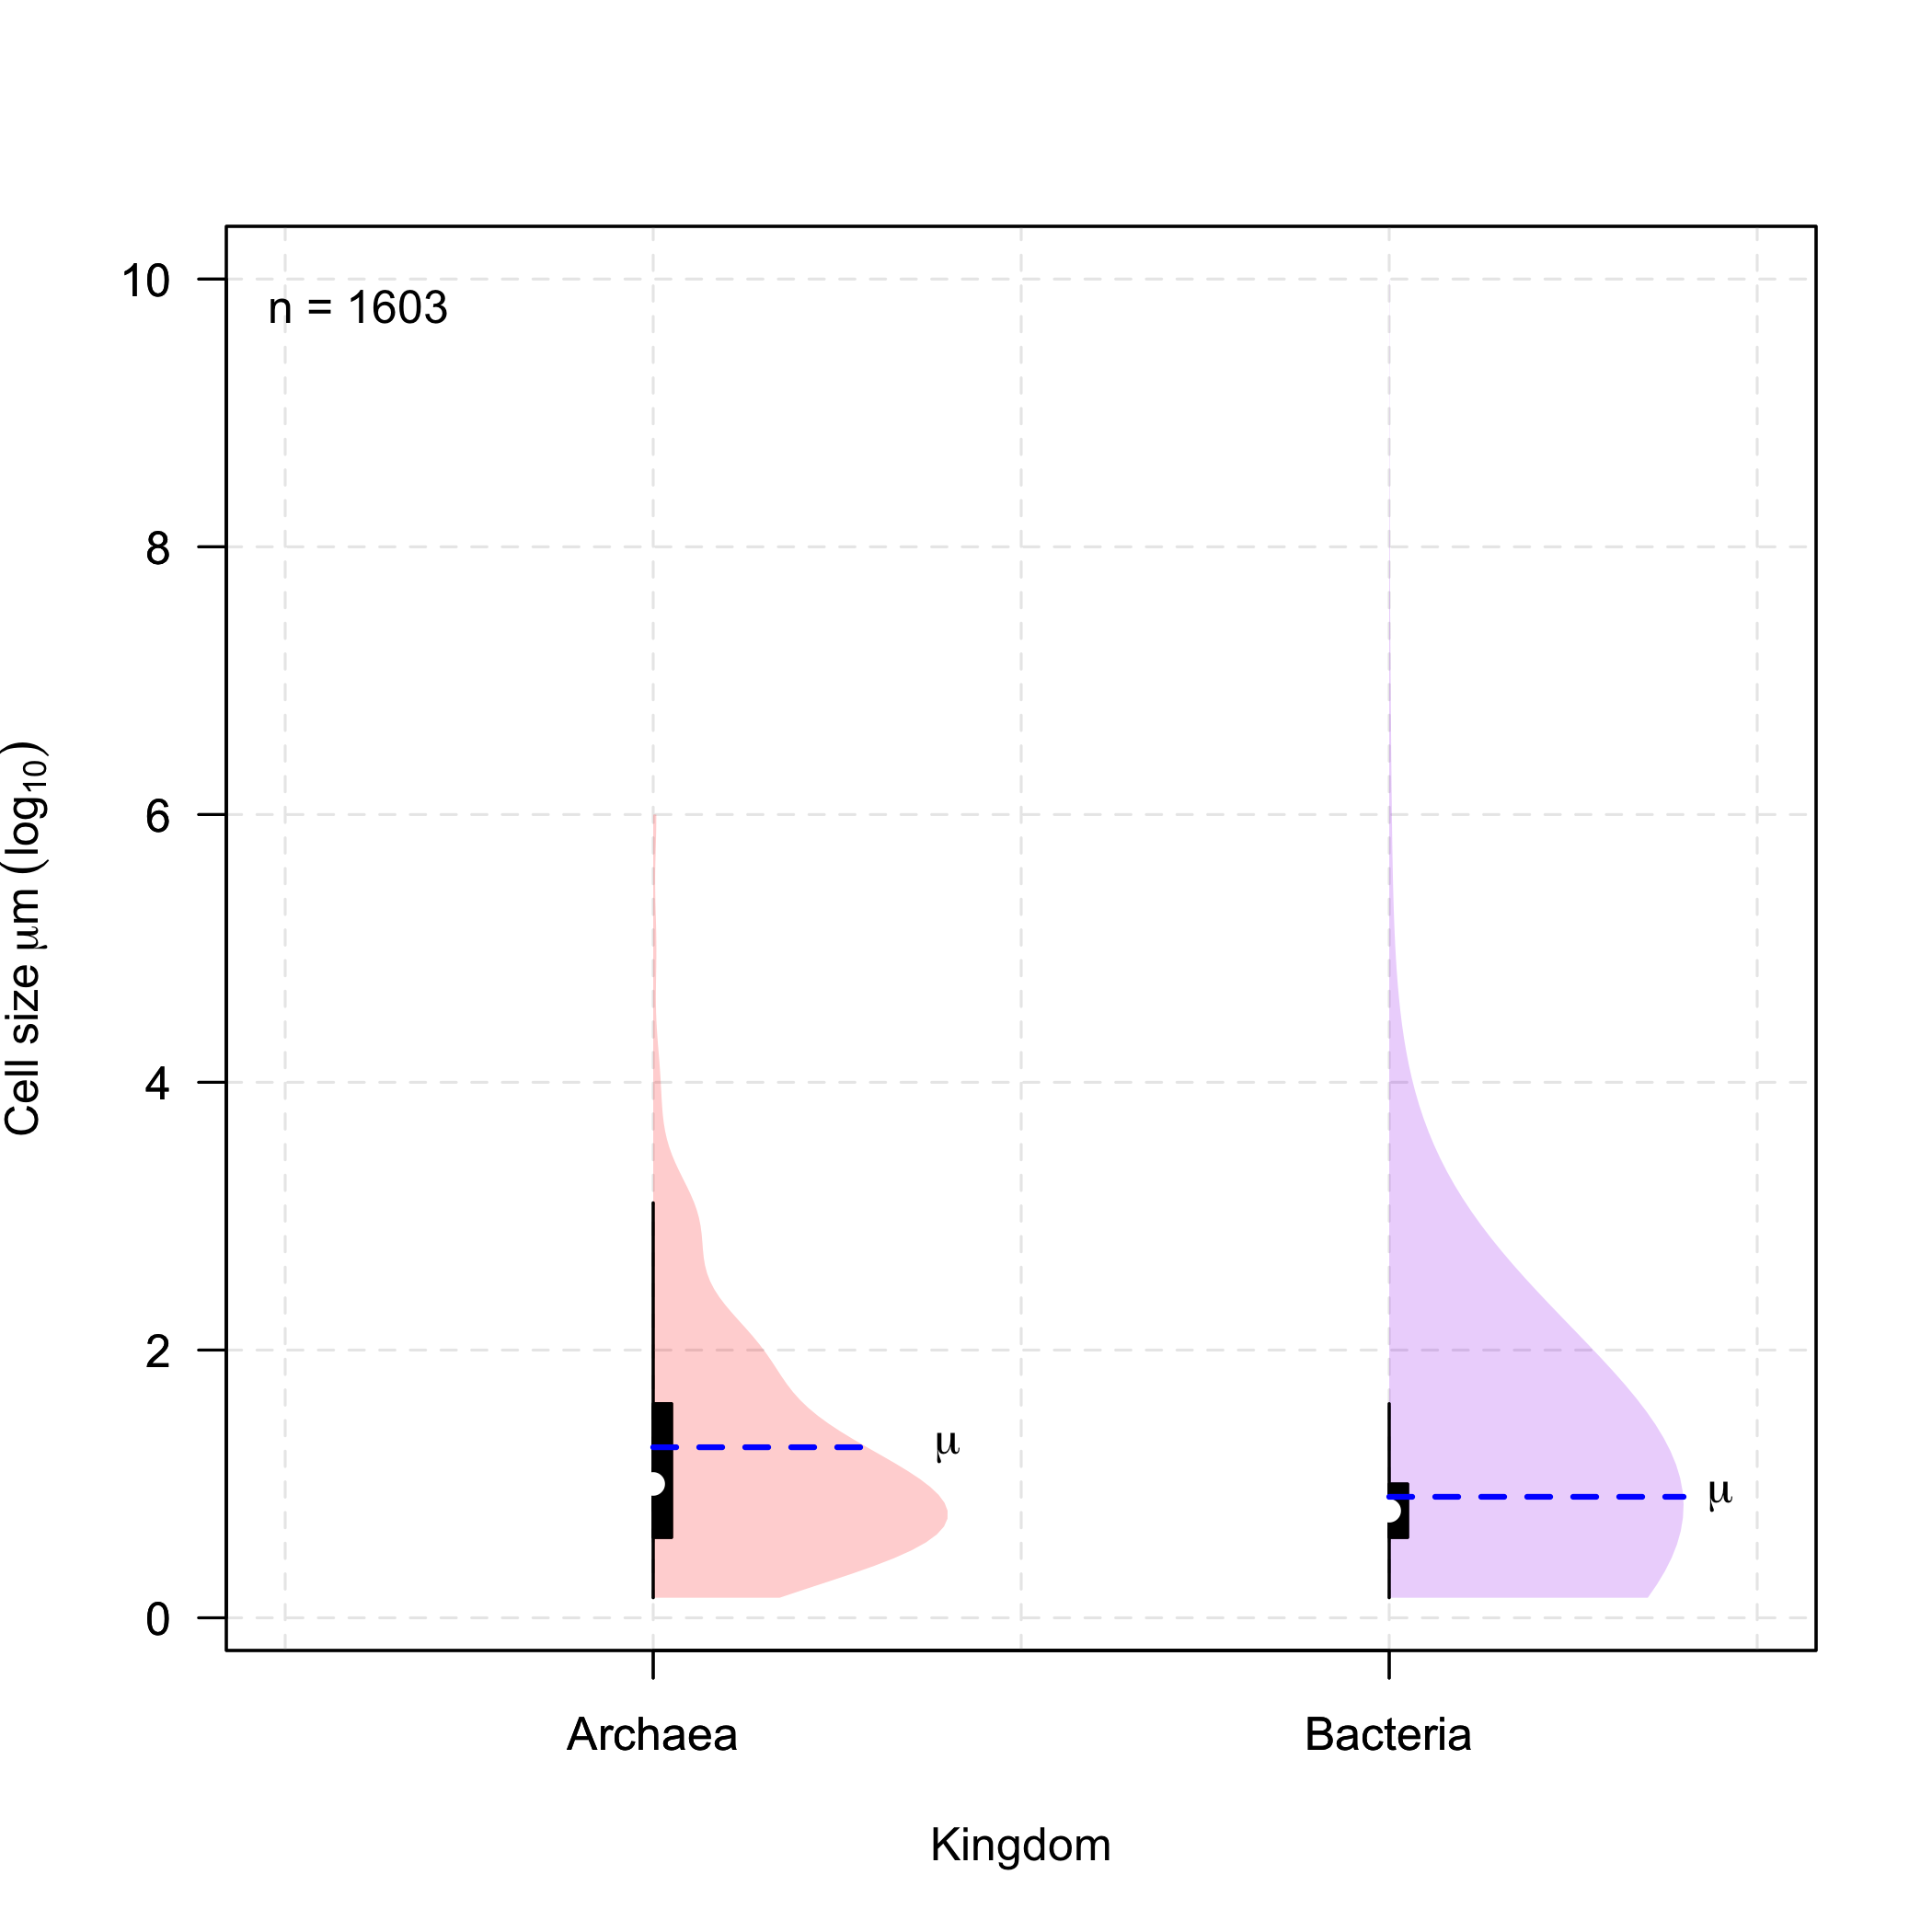 n = 1603
10
8
6
4
2
0
Cell size μm (log₁₀)
μ
μ
Archaea
Bacteria
Kingdom